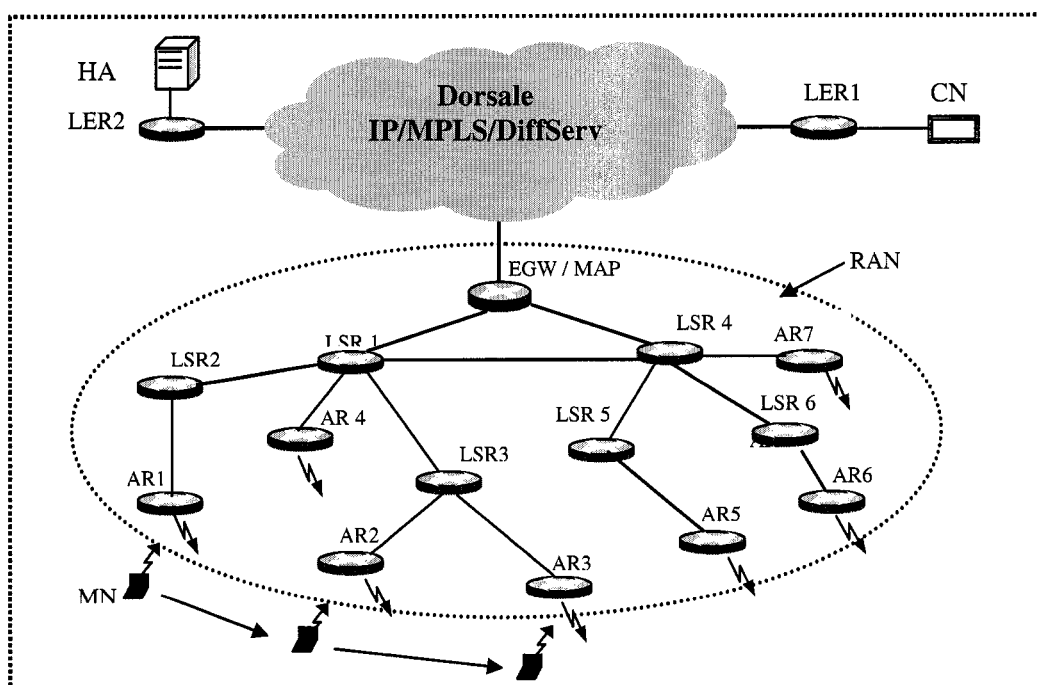 HA
LER2
Dorsale
IP/MPLS/DiffServ
LER1
CN
EGW / MAP
RAN
LSR 1
LSR 4
AR7
LSR2
AR 4
LSR 5
LSR 6
LSR3
AR1
AR6
AR2
AR5
AR3
MN